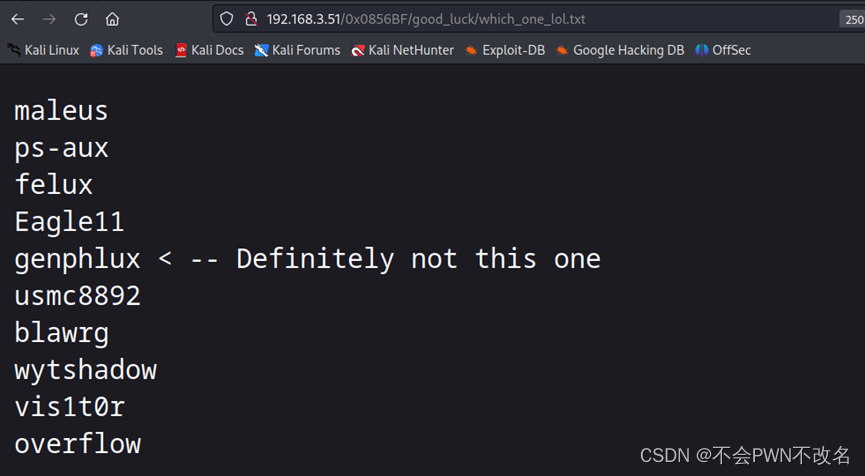 192.168.3.51/0x0856BF/good_luck/which_one_lol.txt
250
Kali Linux Kali Tools Kali Docs Kali Forums Kali NetHunter Exploit-DB Google Hacking DB OffSec
maleus
ps-aux
felux
Eagle11
genphlux < -- Definitely not this one
usmc8892
blawrg
wytshadow
vis1t0r
overflow
CSDN @不会PWN不改名